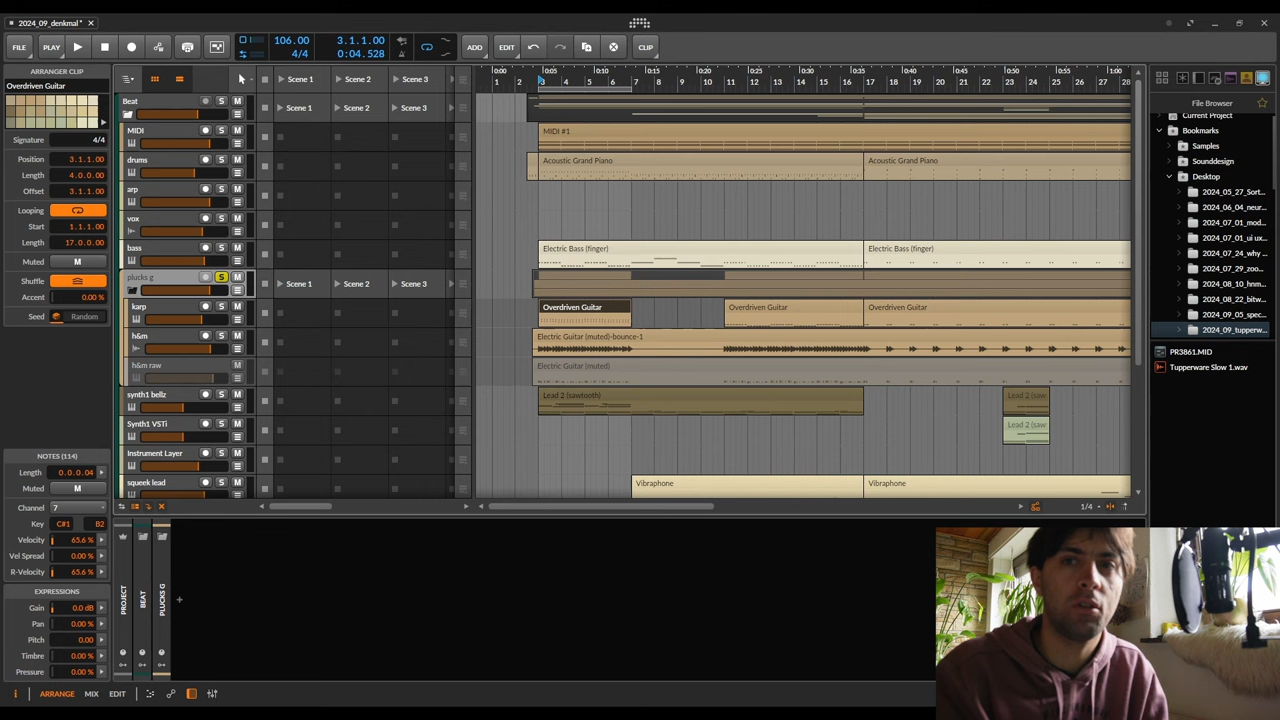 2024_09_denkmal*
FILE
PLAY
106.00
4/4
3.1.1.00
0:04.528
ADD
EDIT
CLIP
ARRANGER CLIP
Overdriven Guitar
Signature 4/4
Position 3.1.1.00
Length 4.0.0.00
Offset 3.1.1.00
Looping
Start 1.1.1.00
Length 17.0.0.00
Muted M
Shuffle
Accent 0.00 %
Seed Random
NOTES (114)
Length 0.0.0.04
Muted M
Channel 7
Key C#1 B2
Velocity 65.6 %
Vel Spread 0.00 %
R-Velocity 65.6 %
EXPRESSIONS
Gain 0.0 dB
Pan 0.00 %
Pitch 0.00
Timbre 0.00 %
Pressure 0.00 %
Scene 1 Scene 2 Scene 3
0:00 0:00 0:10 0:15 0:20 0:25 0:30 0:35 0:40 0:45 0:50 0:55 1:00
1 2 3 4 5 6 7 8 9 10 11 12 13 14 15 16 17 18 19 20 21 22 23 24 25 26 27 28
Beat S M Scene 1 Scene 2 Scene 3
MIDI S M MIDI #1
drums S M Acoustic Grand Piano Acoustic Grand Piano
arp S M
vox S M
bass S M Electric Bass (finger) Electric Bass (finger)
plucks g S M Scene 1 Scene 2 Scene 3
karp S M Overdriven Guitar Overdriven Guitar Overdriven Guitar
h&m S M Electric Guitar (muted)-bounce-1
h&m raw Electric Guitar (muted)
synth1 bellz S M Lead 2 (sawtooth) Lead 2 (saw
Synth1 VSTi S M Lead 2 (saw
Instrument Layer S M
squeek lead S M Vibraphone Vibraphone
1/4
PROJECT
BEAT
PLUCKS G
ARRANGE MIX EDIT
File Browser
Current Project
Bookmarks
Samples
Sounddesign
Desktop
2024_05_27_Sort...
2024_06_04_neur...
2024_07_01_mod...
2024_07_01_ui ux...
2024_07_24_why ...
2024_07_29_zoo...
2024_08_10_hnm...
2024_08_22_bitw...
2024_09_05_spec...
2024_09_tupperw...
PR3861.MID
Tupperware Slow 1.wav